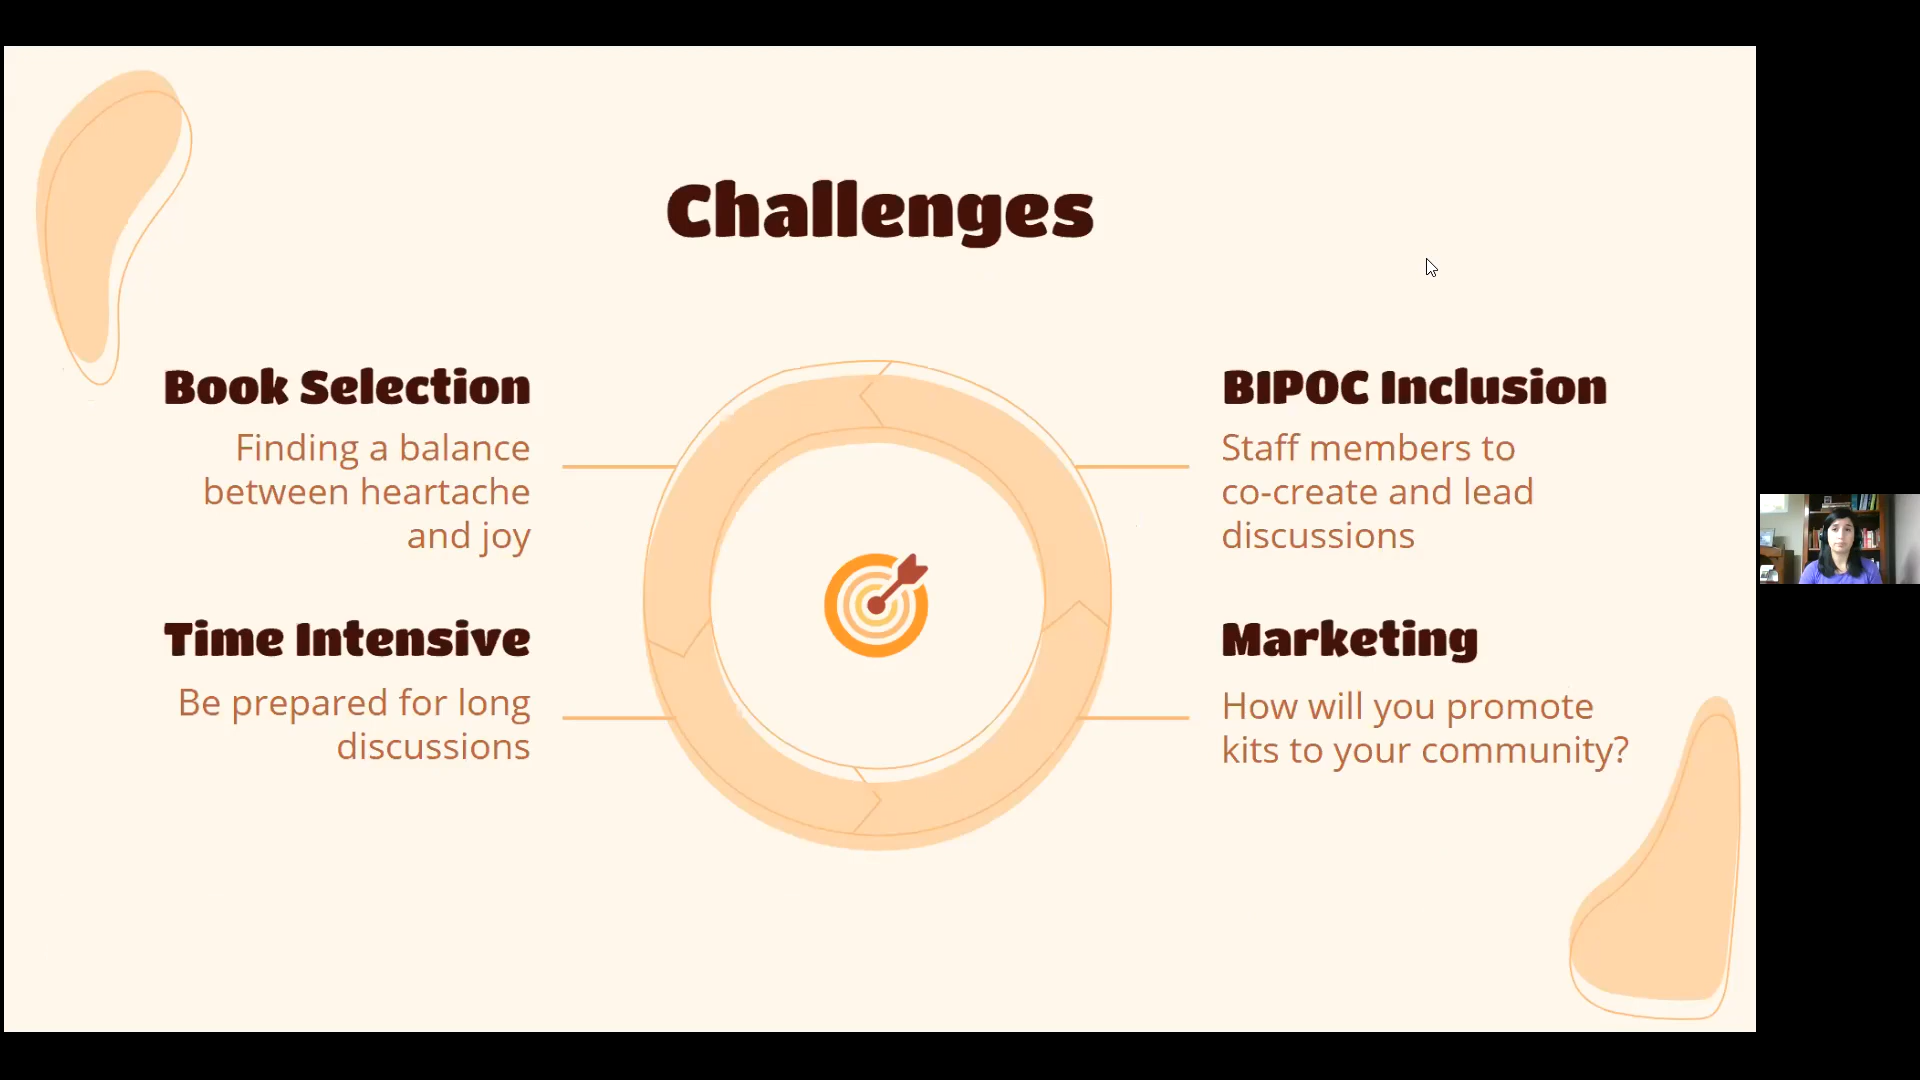 Challenges
Book Selection
Finding a balance
between heartache
and joy
Time Intensive
Be prepared for long
discussions
BIPOC Inclusion
Staff members to
co-create and lead
discussions
Marketing
How will you promote
kits to your community?